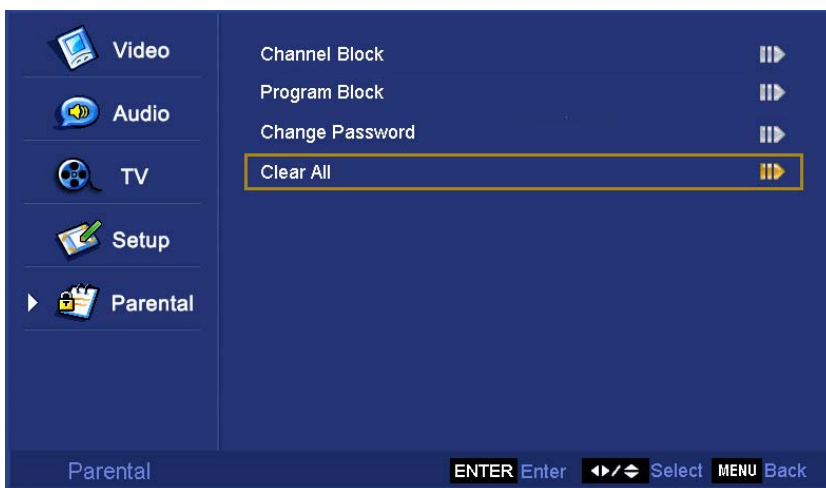 Video
Audio
TV
Setup
Parental
Channel Block
Program Block
Change Password
Clear All
Parental
ENTER Enter Select MENU Back